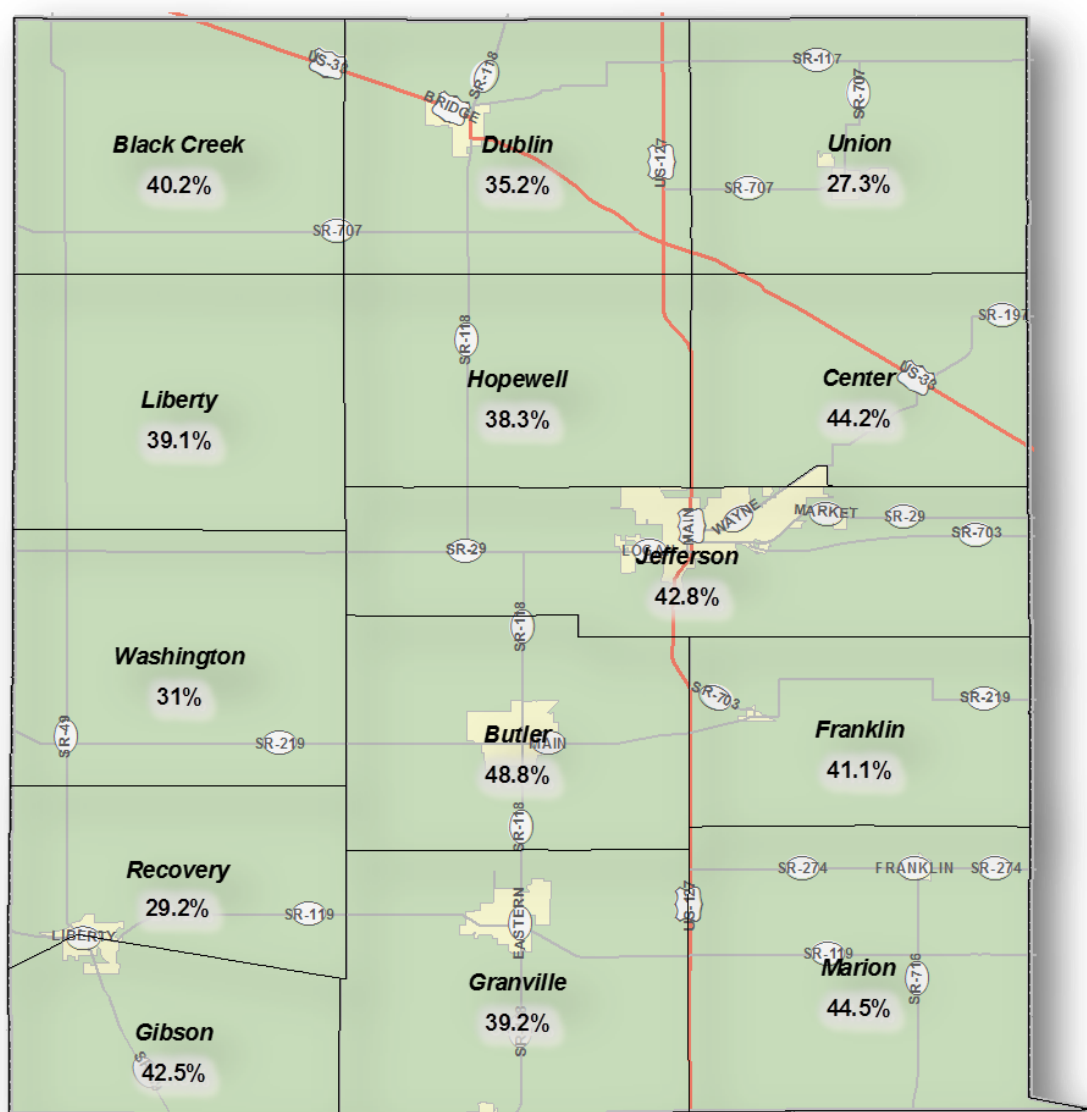 US-33
SR-118
SR-117
SR-707
BRIDGE
Black Creek
40.2%
Dublin
35.2%
US-127
Union
27.3%
SR-707
SR-707
SR-118
SR-197
Liberty
39.1%
Hopewell
38.3%
Center
44.2%
US-33
MAIN
WAYNE
MARKET
SR-29
SR-703
SR-29
LOGAN
Jefferson
42.8%
SR-118
Washington
31%
SR-703
SR-219
SR-49
SR-219
Butler
MAIN
48.8%
Franklin
41.1%
SR-118
Recovery
29.2%
SR-274
FRANKLIN
SR-274
SR-119
US-127
LIBERTY
EASTERN
SR-119
Granville
39.2%
Marion
44.5%
SR-716
Gibson
42.5%